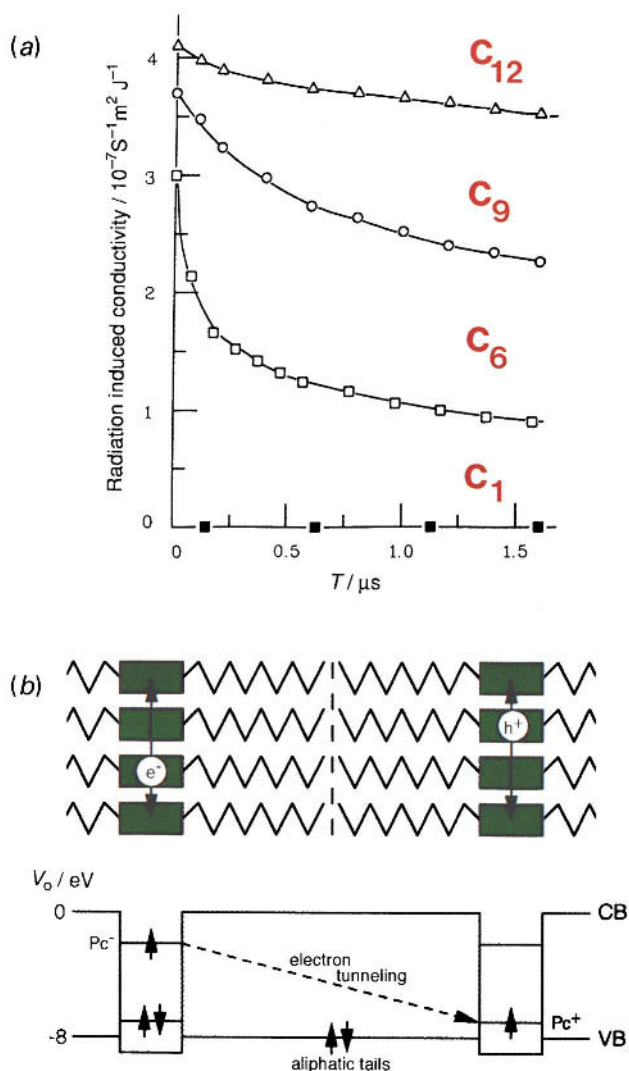 (a)
Radiation induced conductivity / 10⁻⁷S⁻¹m² J⁻¹
4
3
2
1
0
C₁₂
C₉
C₆
C₁
0 0.5 1.0 1.5
T / μs
(b)
e⁻ h⁺
V₀ / eV
0 CB
Pc⁻
electron
tunneling
Pc⁺
-8 VB
aliphatic tails